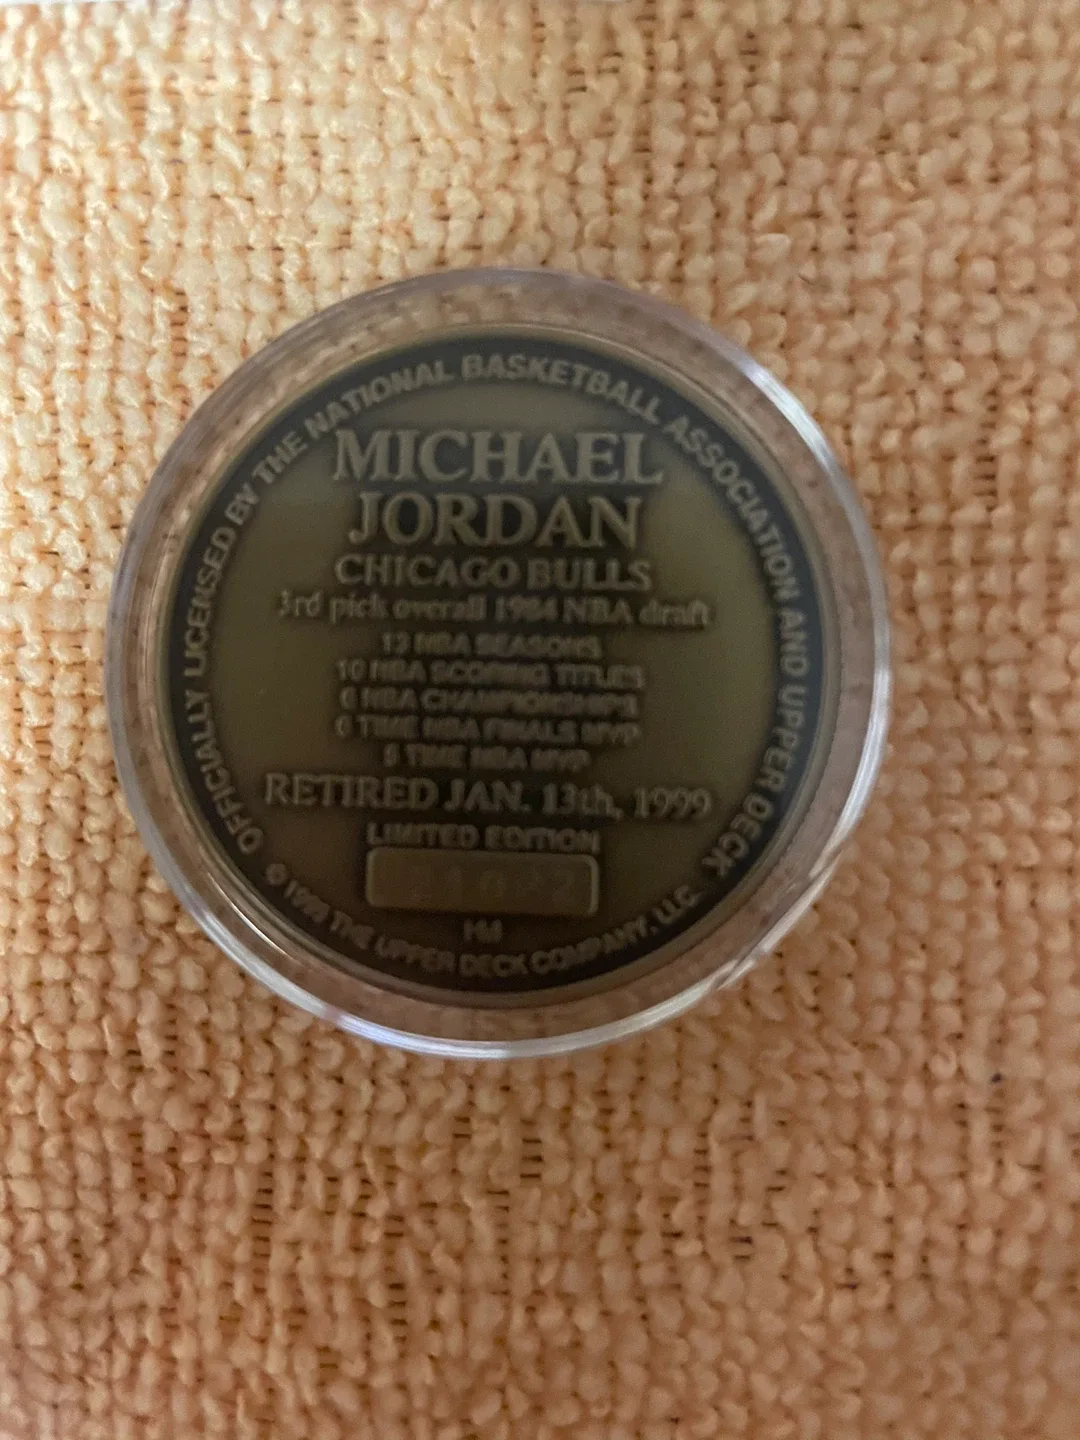 OFFICIALLY LICENSED BY THE NATIONAL BASKETBALL ASSOCIATION AND UPPER DECK
MICHAEL
JORDAN
CHICAGO BULLS
3rd pick overall 1984 NBA draft
13 NBA SEASONS
10 NBA SCORING TITLES
6 NBA CHAMPIONSHIPS
6 TIME NBA FINALS MVP
5 TIME NBA MVP
RETIRED JAN. 13th, 1999
LIMITED EDITION
HM
THE UPPER DECK COMPANY, LLC